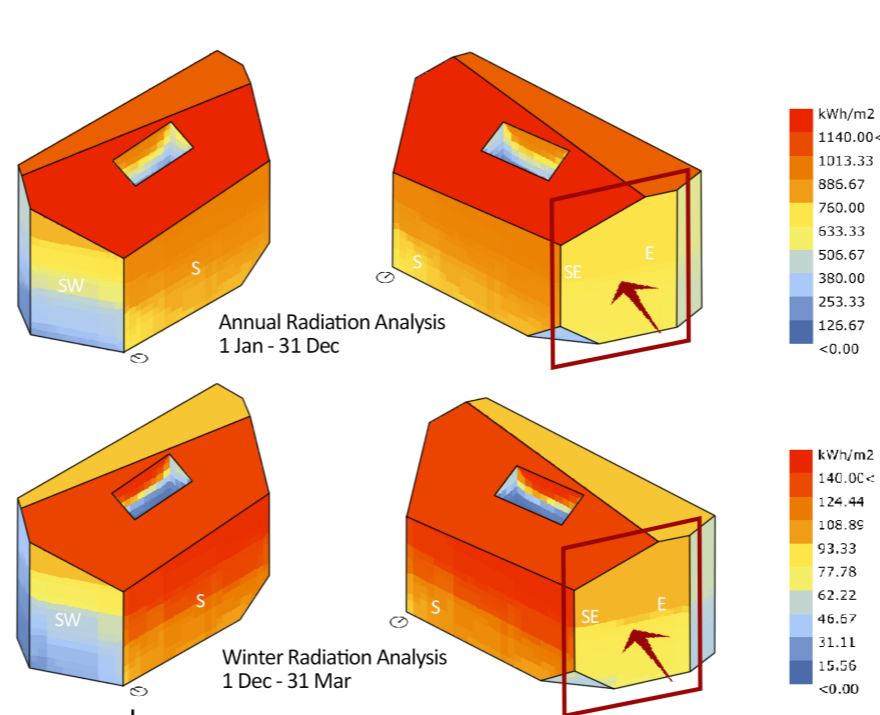 kWh/m2
1140.00<
1013.33
886.67
760.00
633.33
506.67
380.00
253.33
126.67
<0.00
SW
S
S
SE
E
Annual Radiation Analysis
1 Jan - 31 Dec
kWh/m2
140.00<
124.44
108.89
93.33
77.78
62.22
46.67
31.11
15.56
<0.00
SW
S
S
SE
E
Winter Radiation Analysis
1 Dec - 31 Mar